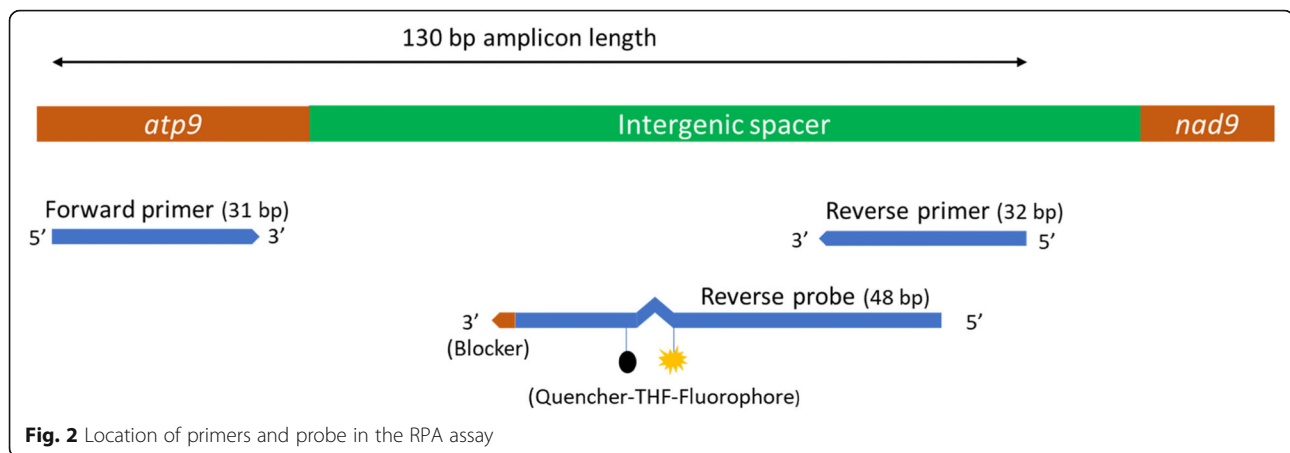 130 bp amplicon length
atp9 Intergenic spacer nad9
Forward primer (31 bp) Reverse primer (32 bp)
5’ 3’ 3’ 5’
Reverse probe (48 bp)
3’ 5’
(Blocker)
(Quencher-THF-Fluorophore)
Fig. 2 Location of primers and probe in the RPA assay